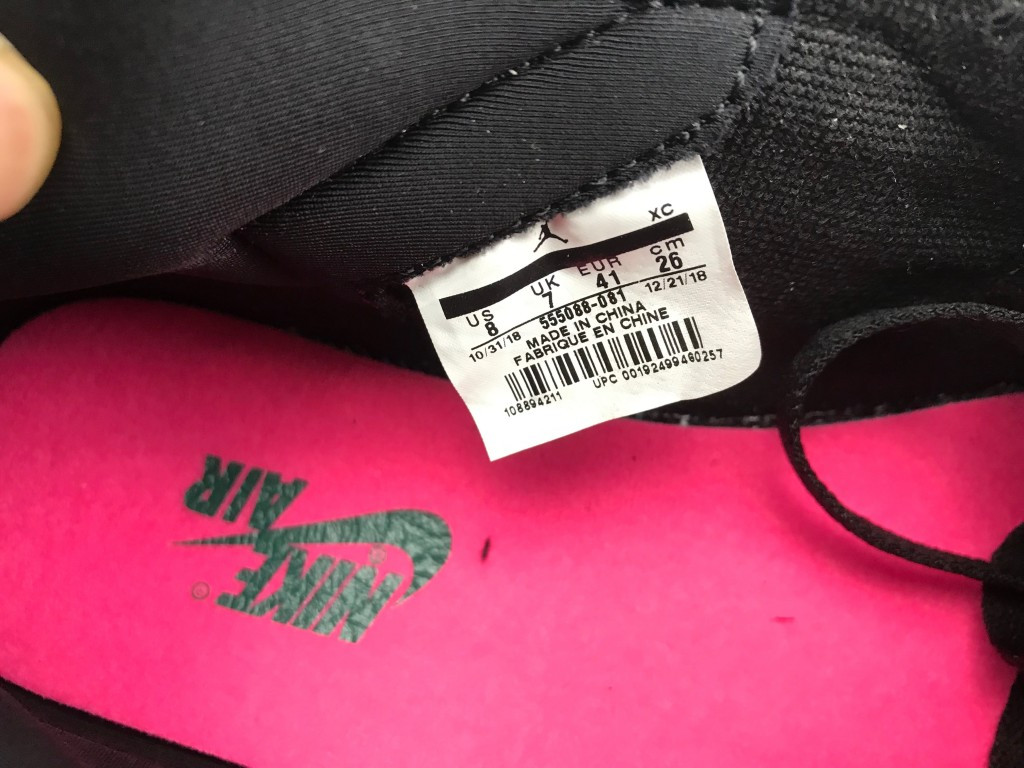 XC
US UK EUR cm
8 7 41 26
10/31/18 555088-081 12/21/18
MADE IN CHINA
FABRIQUE EN CHINE
108894211 UPC 00192499480257
NIKE
AIR